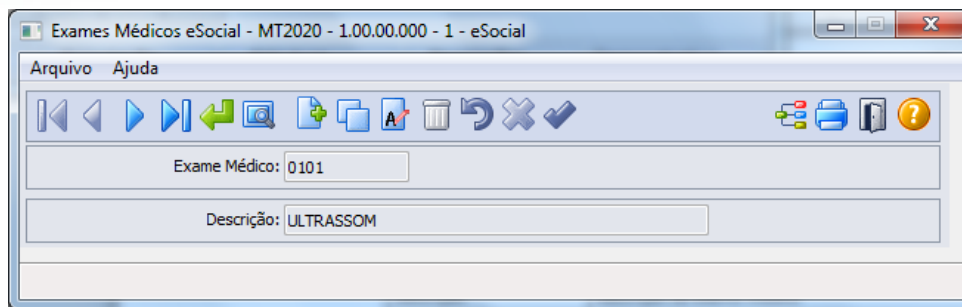 Exames Médicos eSocial - MT2020 - 1.00.00.000 - 1 - eSocial
Arquivo Ajuda
Exame Médico: 0101
Descrição: ULTRASSOM